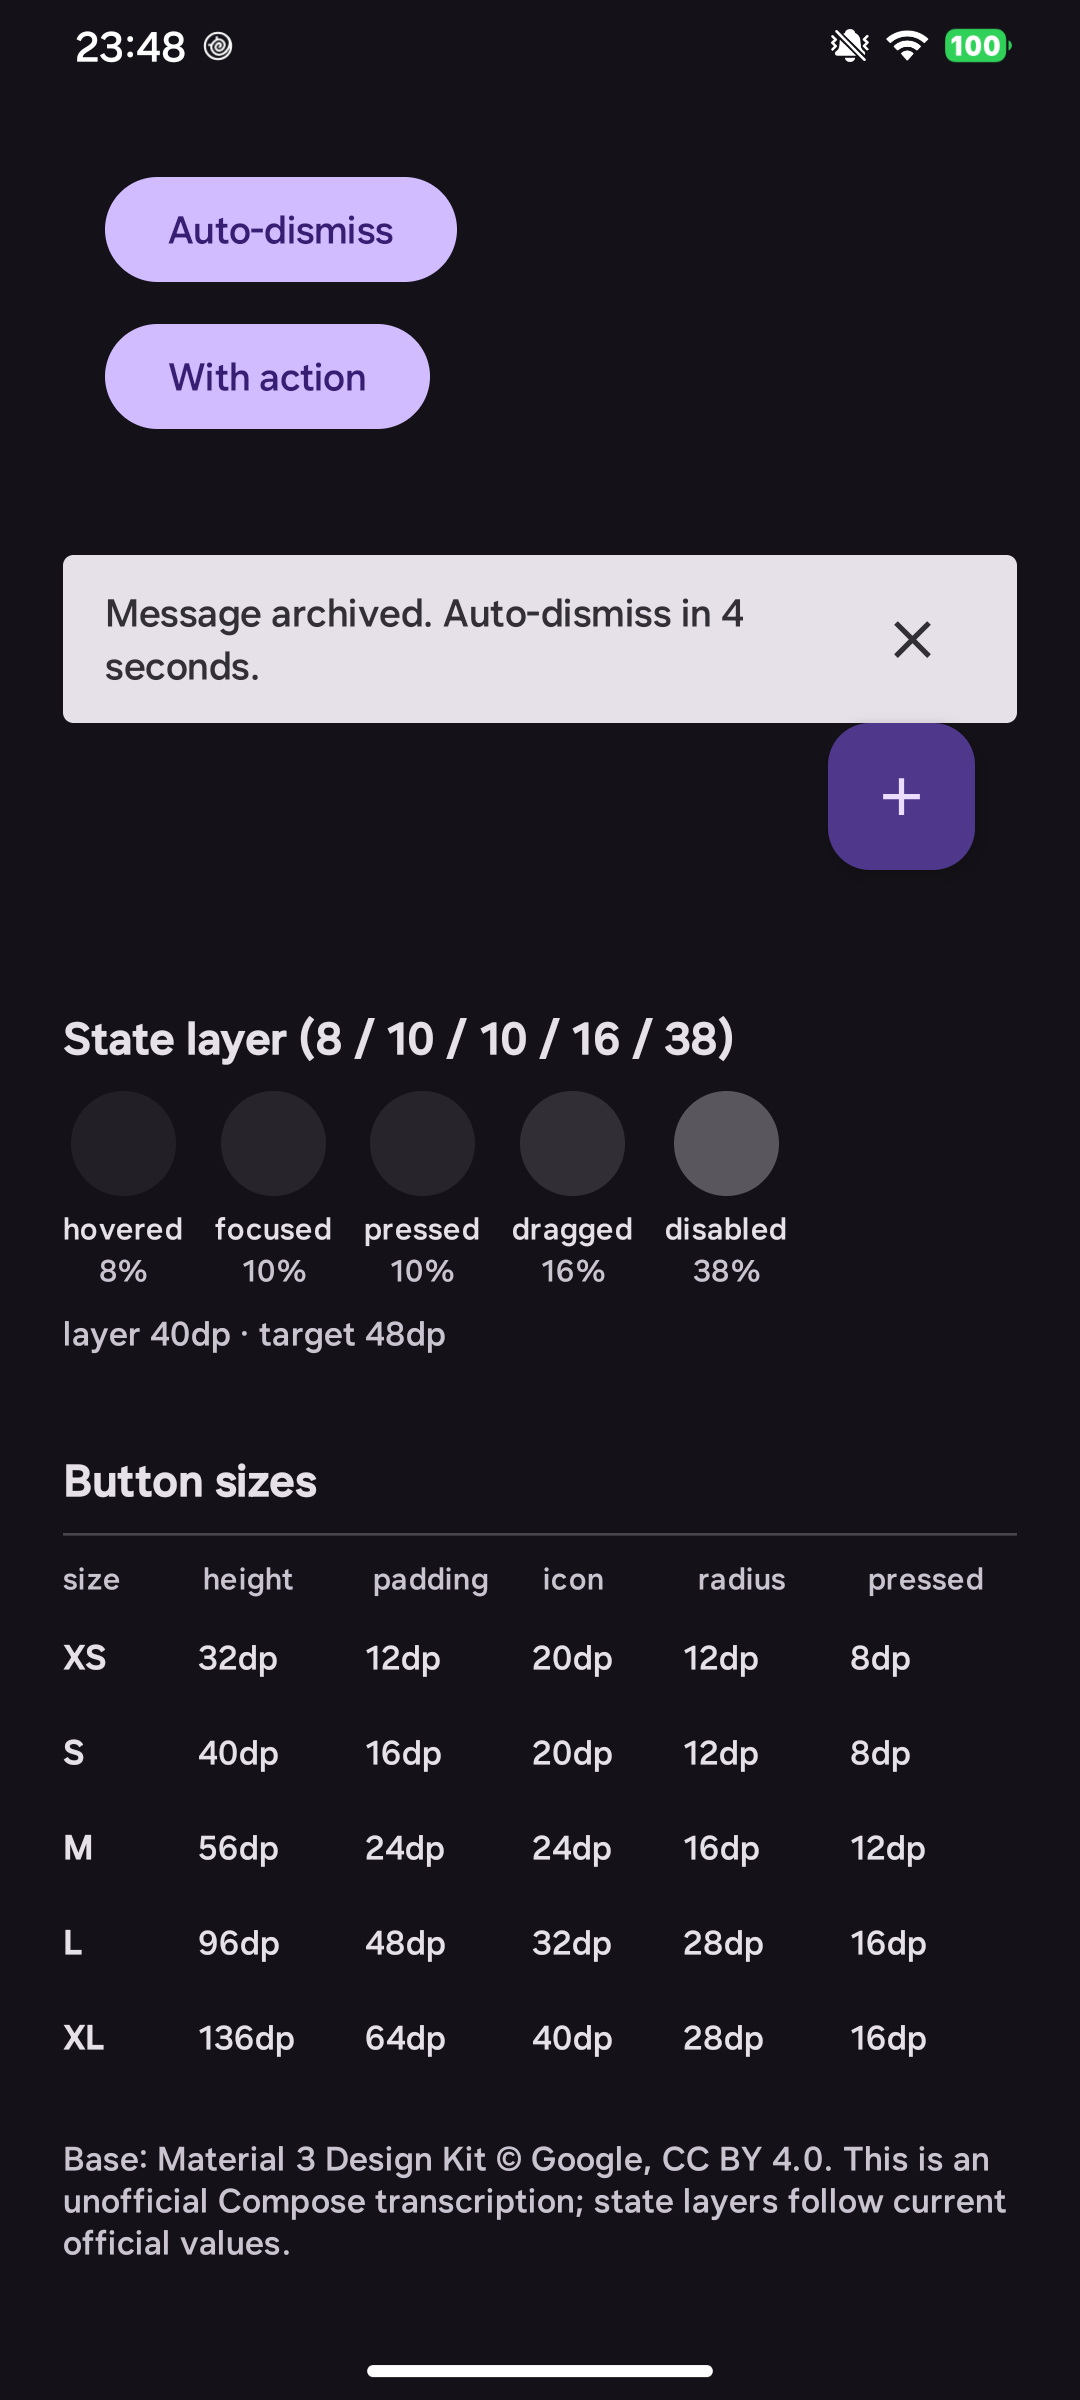 23:48
100
Auto-dismiss
With action
Message archived. Auto-dismiss in 4
seconds.
State layer (8 / 10 / 10 / 16 / 38)
hovered focused pressed dragged disabled
8% 10% 10% 16% 38%
layer 40dp · target 48dp
Button sizes
size height padding icon radius pressed
XS 32dp 12dp 20dp 12dp 8dp
S 40dp 16dp 20dp 12dp 8dp
M 56dp 24dp 24dp 16dp 12dp
L 96dp 48dp 32dp 28dp 16dp
XL 136dp 64dp 40dp 28dp 16dp
Base: Material 3 Design Kit © Google, CC BY 4.0. This is an
unofficial Compose transcription; state layers follow current
official values.